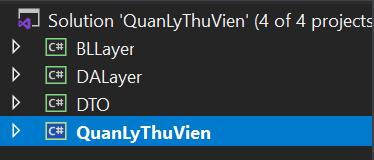 Solution 'QuanLyThuVien' (4 of 4 projects
C# BLLayer
C# DALayer
C# DTO
C# QuanLyThuVien